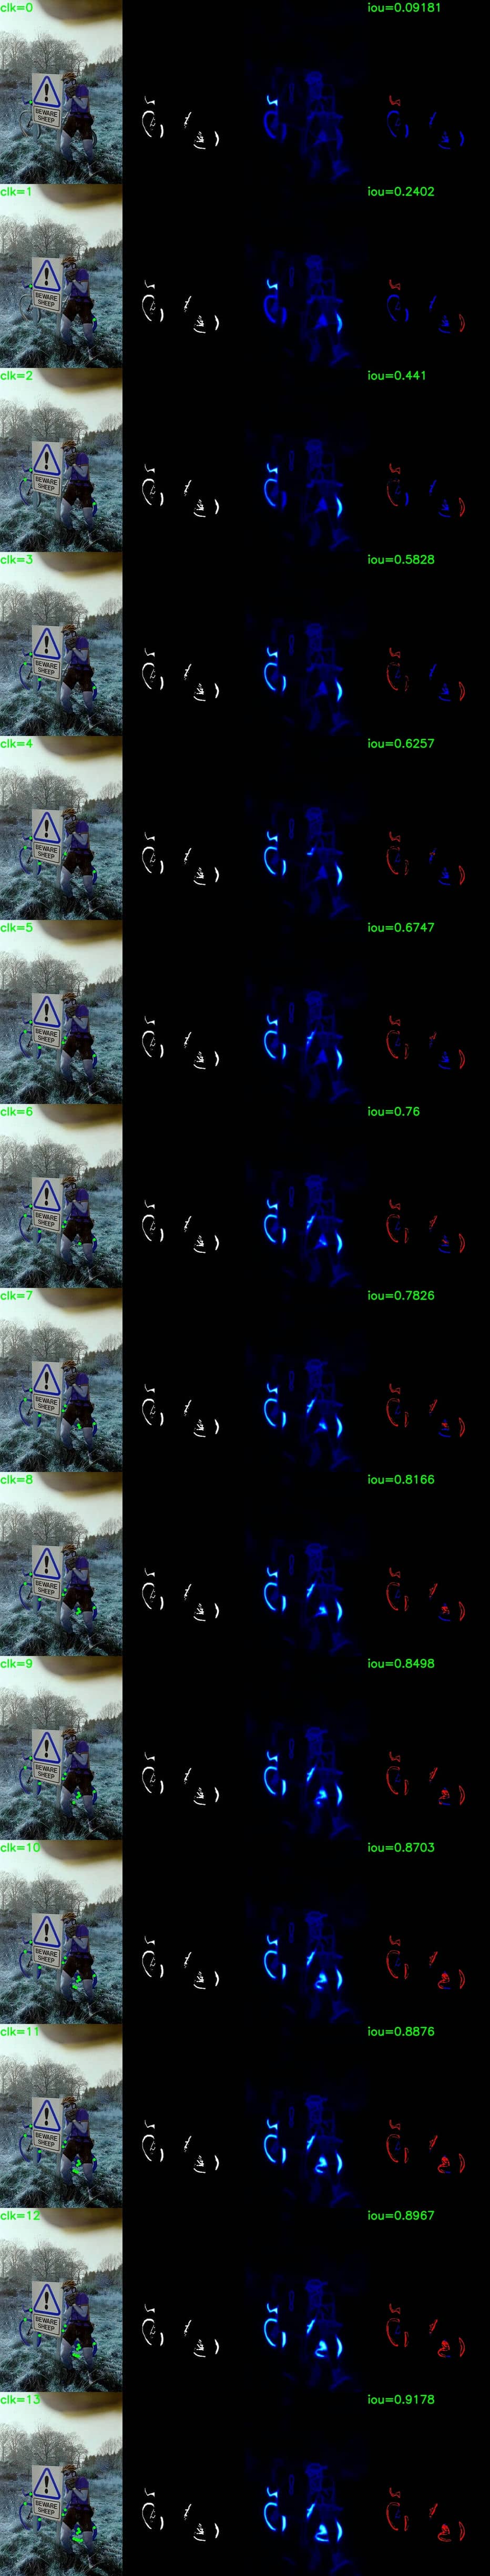 clk=0 iou=0.09181
!
BEWARE
SHEEP
clk=1 iou=0.2402
!
BEWARE
SHEEP
clk=2 iou=0.441
!
BEWARE
SHEEP
clk=3 iou=0.5828
!
BEWARE
SHEEP
clk=4 iou=0.6257
!
BEWARE
SHEEP
clk=5 iou=0.6747
!
BEWARE
SHEEP
clk=6 iou=0.76
!
BEWARE
SHEEP
clk=7 iou=0.7826
!
BEWARE
SHEEP
clk=8 iou=0.8166
!
BEWARE
SHEEP
clk=9 iou=0.8498
!
BEWARE
SHEEP
clk=10 iou=0.8703
!
BEWARE
SHEEP
clk=11 iou=0.8876
!
BEWARE
SHEEP
clk=12 iou=0.8967
!
BEWARE
SHEEP
clk=13 iou=0.9178
!
BEWARE
SHEEP